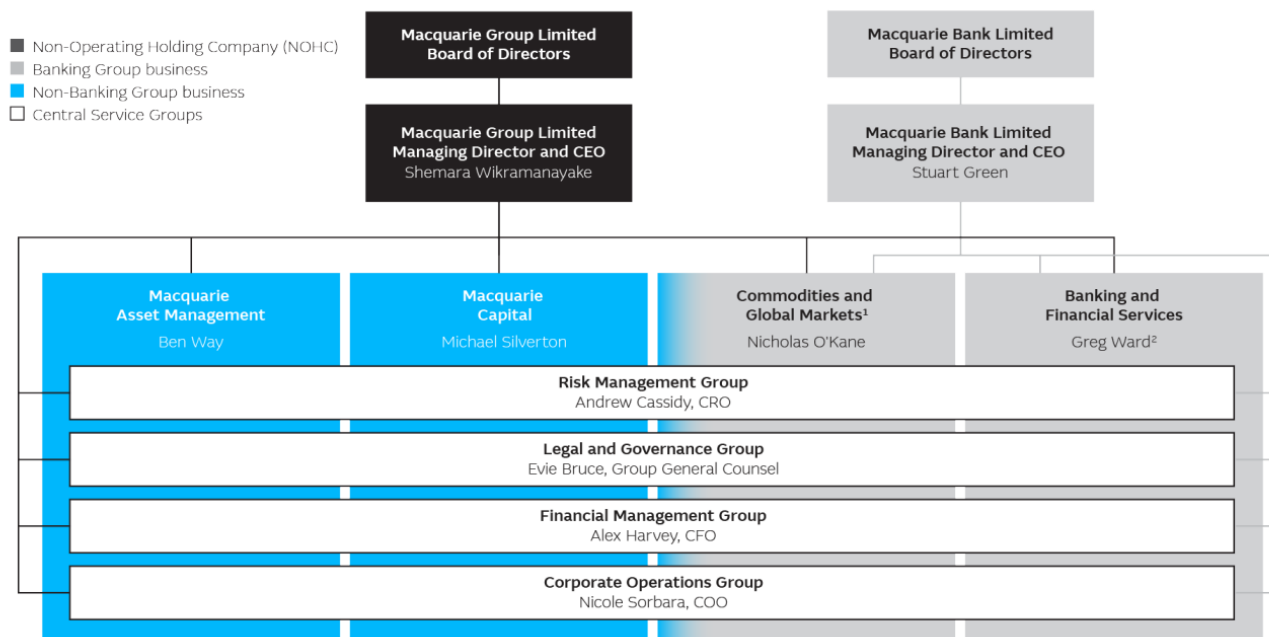 Non-Operating Holding Company (NOHC)
Banking Group business
Non-Banking Group business
Central Service Groups
Macquarie Group Limited
Board of Directors
Macquarie Bank Limited
Board of Directors
Macquarie Group Limited
Managing Director and CEO
Shemara Wikramanayake
Macquarie Bank Limited
Managing Director and CEO
Stuart Green
Macquarie
Asset Management
Ben Way
Macquarie
Capital
Michael Silverton
Commodities and
Global Markets¹
Nicholas O'Kane
Banking and
Financial Services
Greg Ward²
Risk Management Group
Andrew Cassidy, CRO
Legal and Governance Group
Evie Bruce, Group General Counsel
Financial Management Group
Alex Harvey, CFO
Corporate Operations Group
Nicole Sorbara, COO